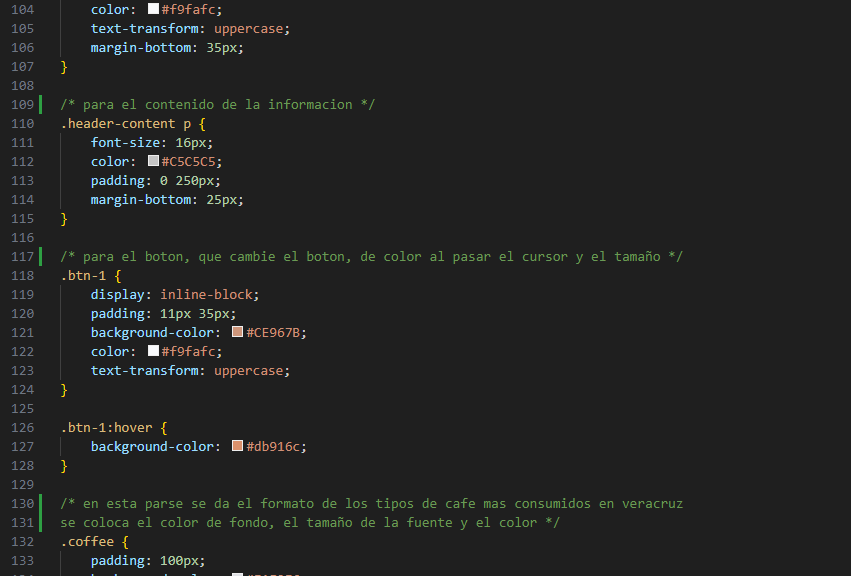 104 color: #f9fafc;
105 text-transform: uppercase;
106 margin-bottom: 35px;
107 }
108
109 /* para el contenido de la informacion */
110 .header-content p {
111 font-size: 16px;
112 color: #C5C5C5;
113 padding: 0 250px;
114 margin-bottom: 25px;
115 }
116
117 /* para el boton, que cambie el boton, de color al pasar el cursor y el tamaño */
118 .btn-1 {
119 display: inline-block;
120 padding: 11px 35px;
121 background-color: #CE967B;
122 color: #f9fafc;
123 text-transform: uppercase;
124 }
125
126 .btn-1:hover {
127 background-color: #db916c;
128 }
129
130 /* en esta parse se da el formato de los tipos de cafe mas consumidos en veracruz
131 se coloca el color de fondo, el tamaño de la fuente y el color */
132 .coffee {
133 padding: 100px;